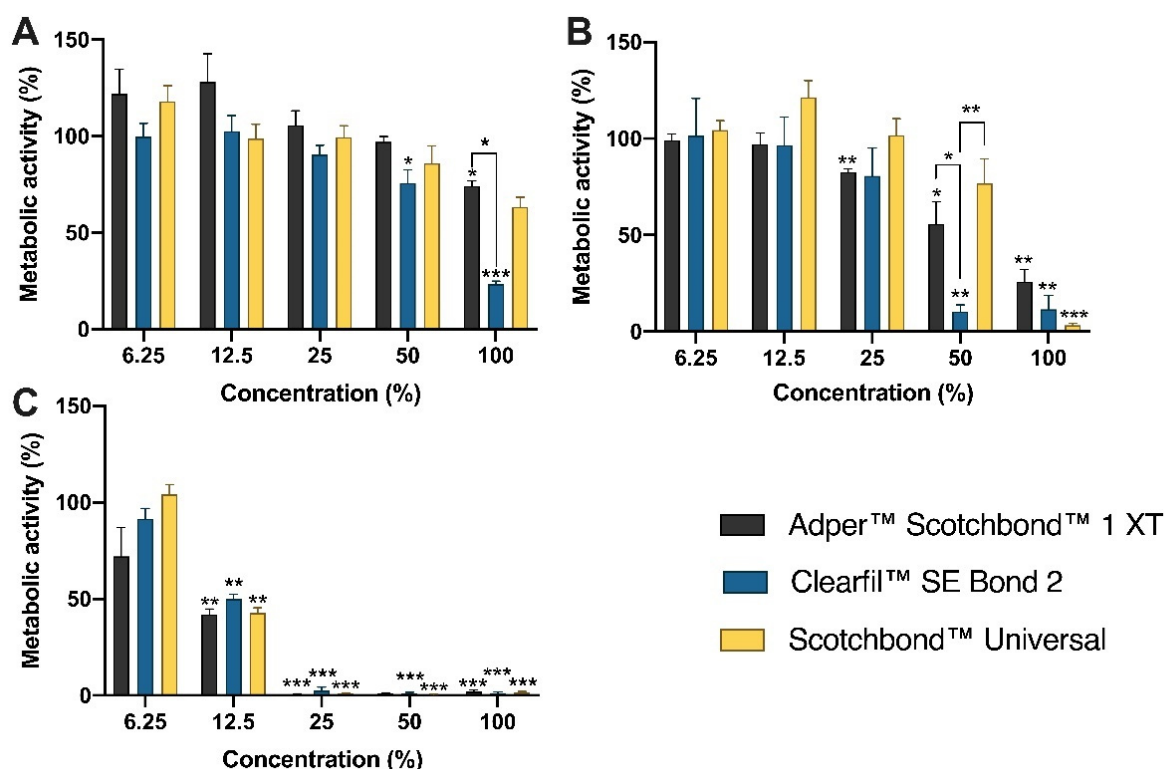 A
Metabolic activity (%)
150
100
50
0
*
*
*
***
6.25 12.5 25 50 100
Concentration (%)
B
Metabolic activity (%)
150
100
50
0
**
**
*
*
**
**
**
***
6.25 12.5 25 50 100
Concentration (%)
C
Metabolic activity (%)
150
100
50
0
** ** **
*** *** ***
*** ***
*** *** ***
6.25 12.5 25 50 100
Concentration (%)
Adper™ Scotchbond™ 1 XT
Clearfil™ SE Bond 2
Scotchbond™ Universal